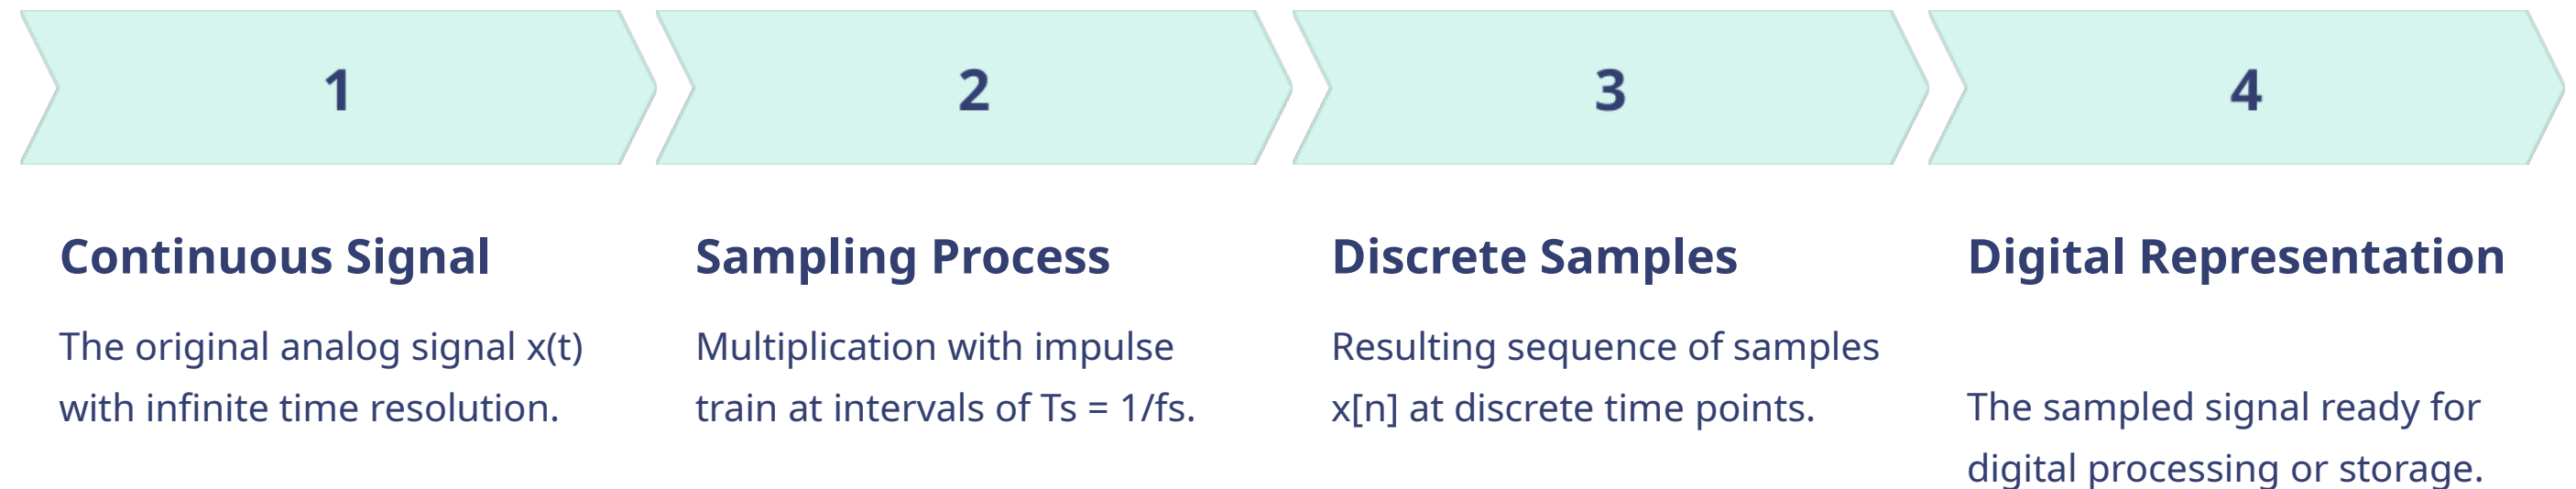 1
2
3
4
Continuous Signal
The original analog signal x(t)
with infinite time resolution.
Sampling Process
Multiplication with impulse
train at intervals of Ts = 1/fs.
Discrete Samples
Resulting sequence of samples
x[n] at discrete time points.
Digital Representation
The sampled signal ready for
digital processing or storage.